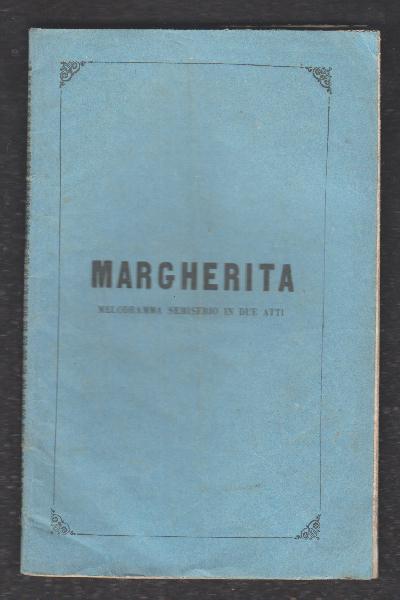 MARGHERITA
MELODRAMMA SEMISERIO IN DUE ATTI